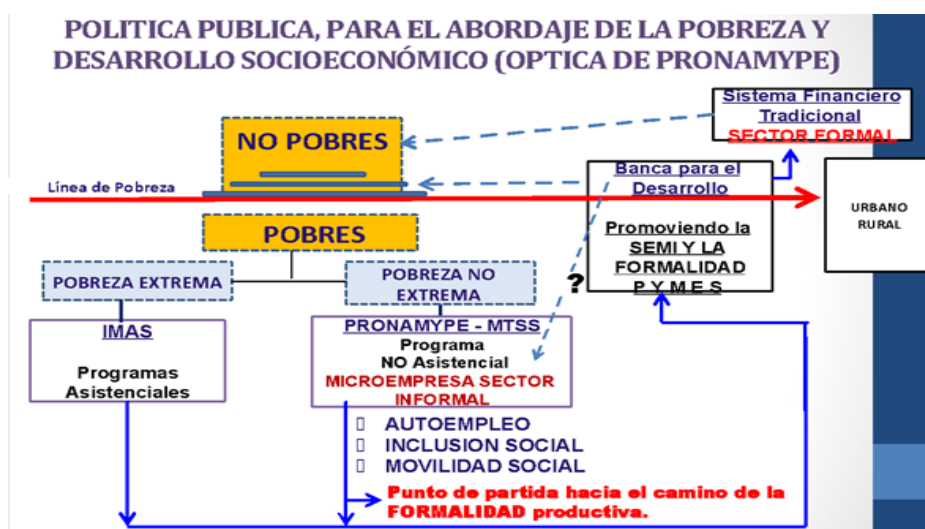 POLITICA PUBLICA, PARA EL ABORDAJE DE LA POBREZA Y
DESARROLLO SOCIOECONÓMICO (OPTICA DE PRONAMYPE)
Sistema Financiero
Tradicional
SECTOR FORMAL
NO POBRES
Banca para el
Desarrollo
Promoviendo la
SEMI Y LA
FORMALIDAD
P Y M E S
Línea de Pobreza
URBANO
RURAL
POBRES
POBREZA EXTREMA
POBREZA NO
EXTREMA
?
IMAS
Programas
Asistenciales
PRONAMYPE - MTSS
Programa
NO Asistencial
MICROEMPRESA SECTOR
INFORMAL
AUTOEMPLEO
INCLUSION SOCIAL
MOVILIDAD SOCIAL
Punto de partida hacia el camino de la
FORMALIDAD productiva.